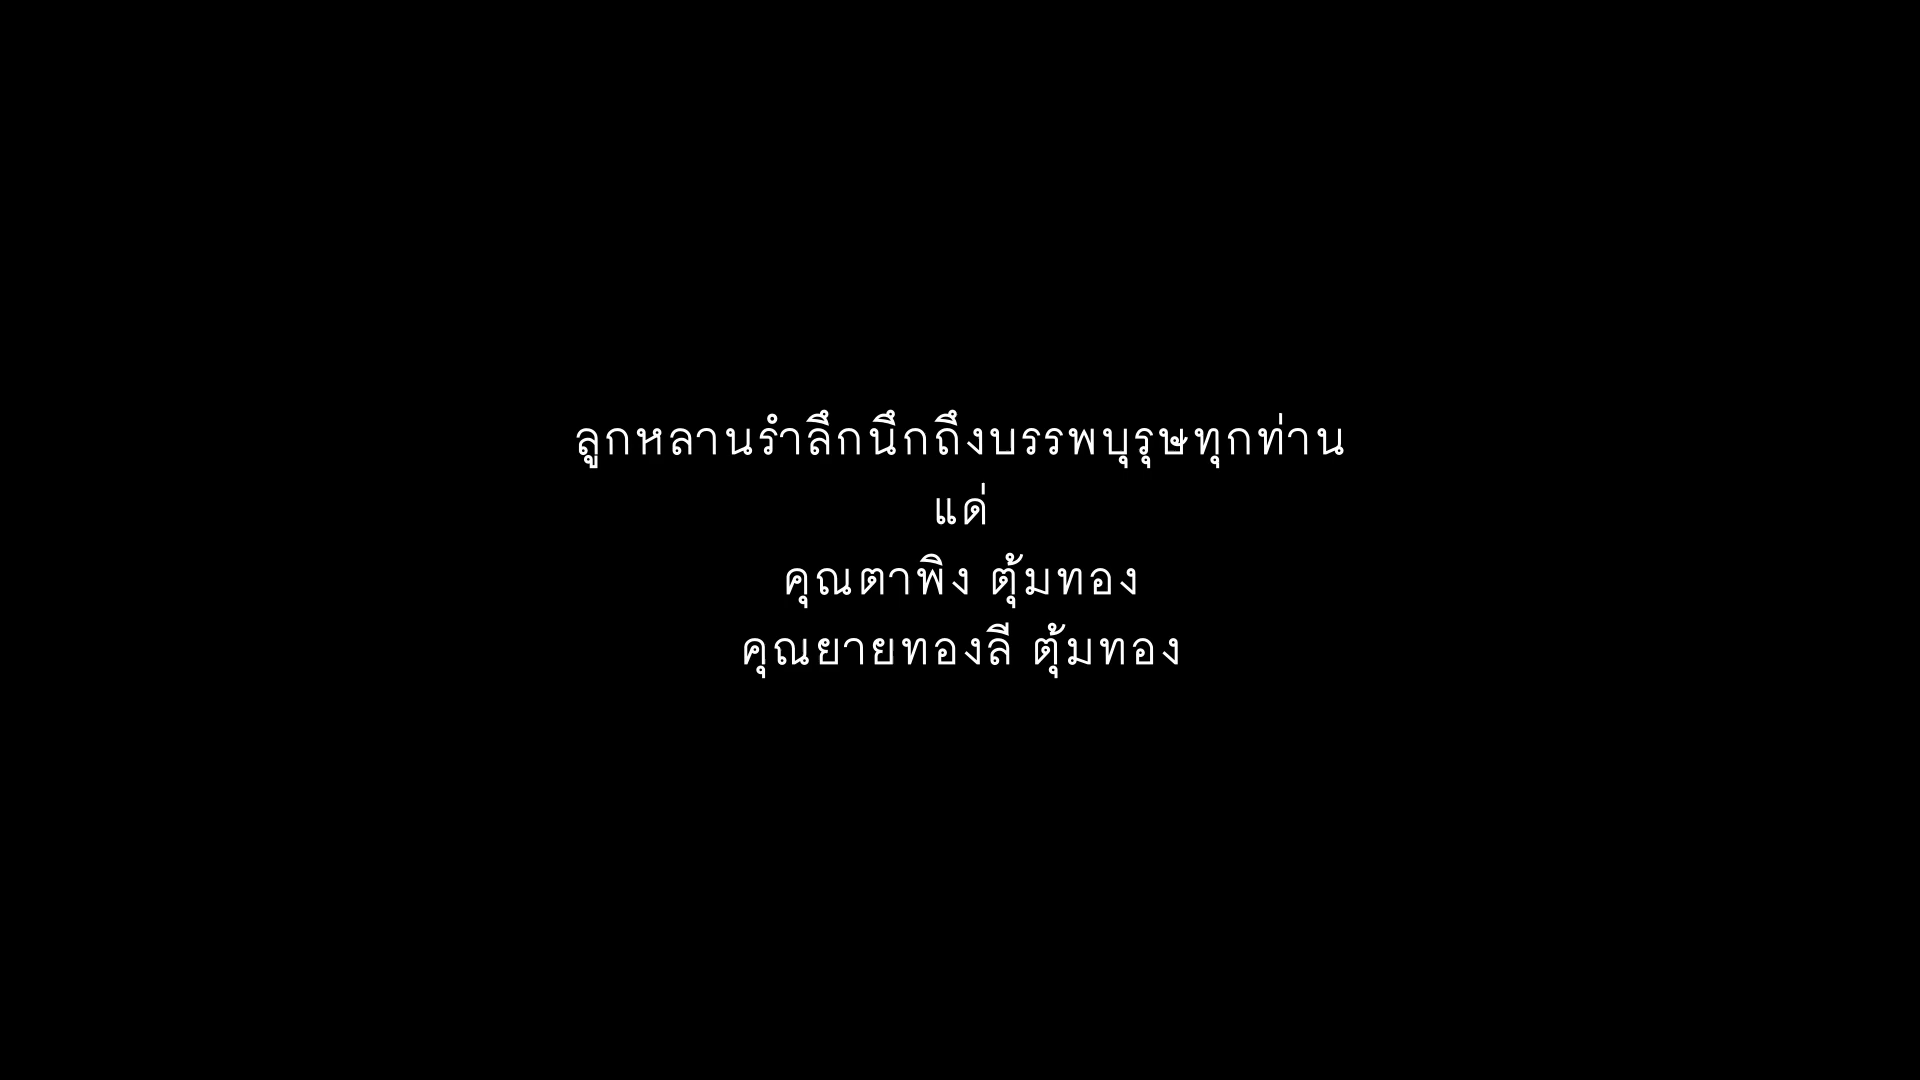 ลูกหลานรำลึกนึกถึงบรรพบุรุษทุกท่าน
แด่
คุณตาพิง ตุ้มทอง
คุณยายทองลี ตุ้มทอง